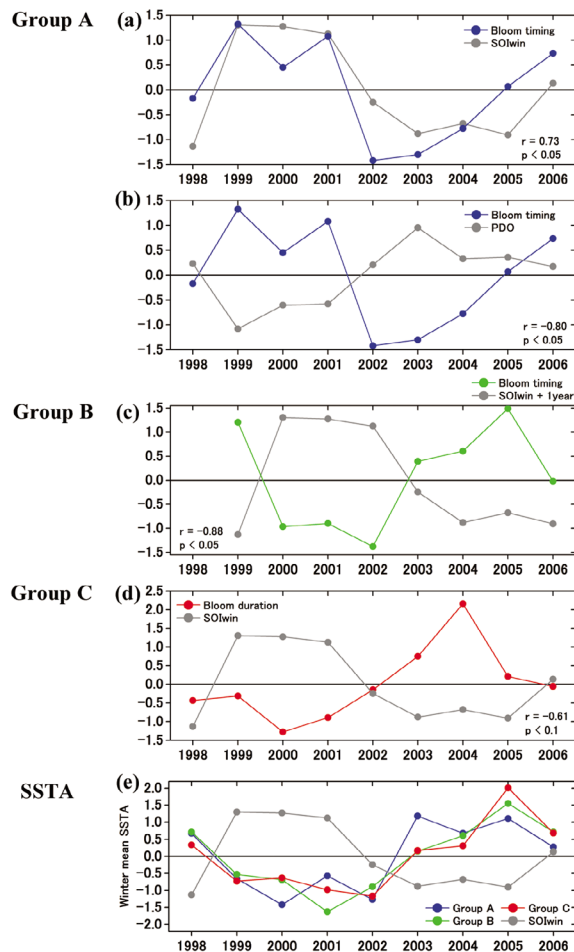 Group A
(a)
1.5
1.0
0.5
0.0
-0.5
-1.0
-1.5
Bloom timing
SOIwin
r = 0.73
p < 0.05
1998 1999 2000 2001 2002 2003 2004 2005 2006
(b)
1.5
1.0
0.5
0.0
-0.5
-1.0
-1.5
Bloom timing
PDO
r = -0.80
p < 0.05
1998 1999 2000 2001 2002 2003 2004 2005 2006
Group B
(c)
Bloom timing
SOIwin + 1year
1.5
1.0
0.5
0.0
-0.5
-1.0
-1.5
r = -0.88
p < 0.05
1998 1999 2000 2001 2002 2003 2004 2005 2006
Group C
(d)
2.5
2.0
1.5
1.0
0.5
0.0
-0.5
-1.0
-1.5
Bloom duration
SOIwin
r = -0.61
p < 0.1
1998 1999 2000 2001 2002 2003 2004 2005 2006
SSTA
(e)
Winter mean SSTA
2.0
1.5
1.0
0.5
0.0
-0.5
-1.0
-1.5
-2.0
Group A Group C
Group B SOIwin
1998 1999 2000 2001 2002 2003 2004 2005 2006